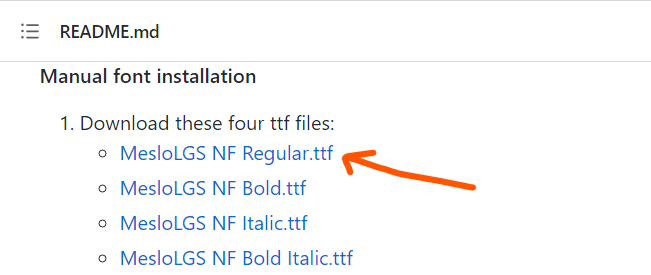 README.md
Manual font installation
1. Download these four ttf files:
MesloLGS NF Regular.ttf
MesloLGS NF Bold.ttf
MesloLGS NF Italic.ttf
MesloLGS NF Bold Italic.ttf